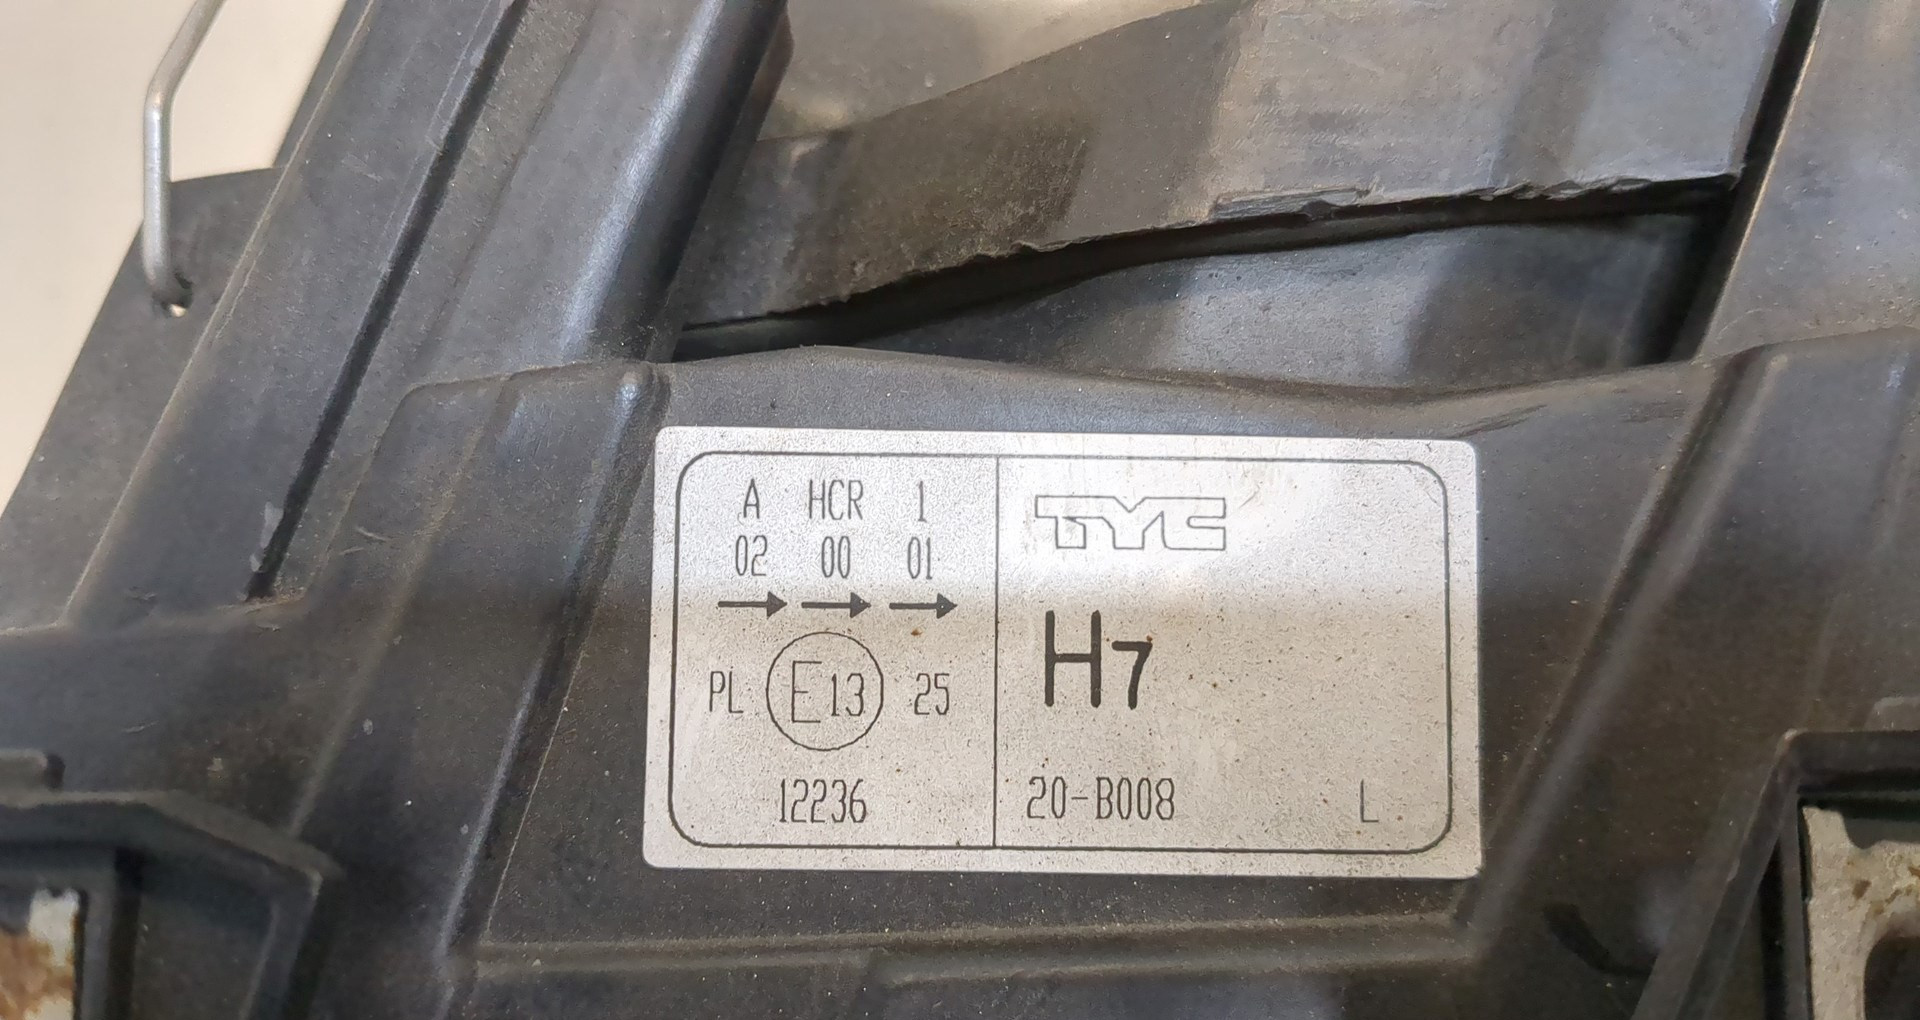 A HCR 1
02 00 01
→ → →
PL E13 25
12236
TYC
H7
20-B008 L